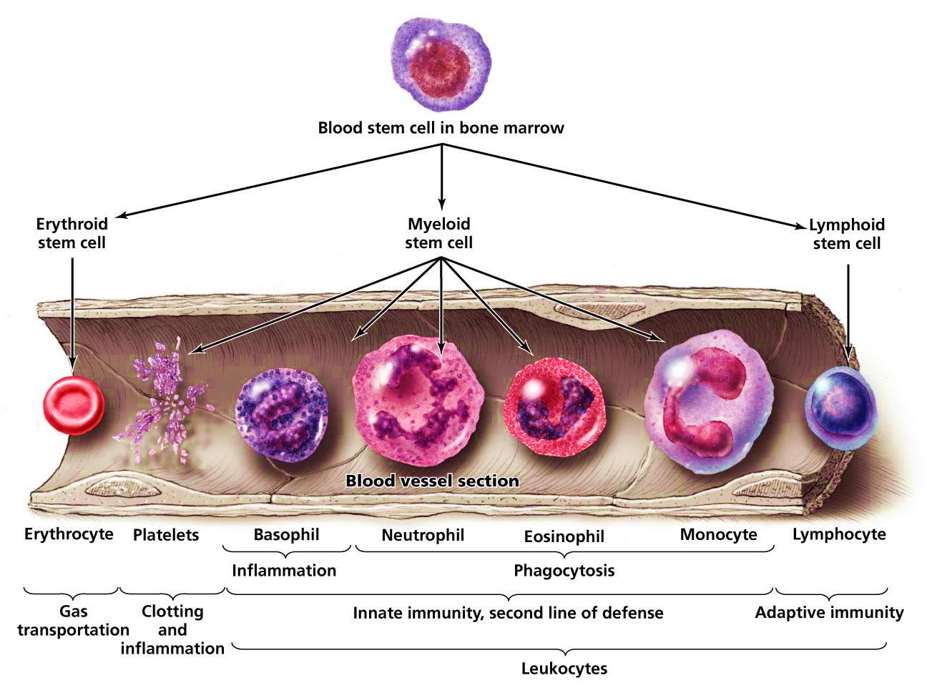 Blood stem cell in bone marrow
Erythroid
stem cell
Myeloid
stem cell
Lymphoid
stem cell
Blood vessel section
Erythrocyte
Platelets
Basophil
Neutrophil
Eosinophil
Monocyte
Lymphocyte
Inflammation
Phagocytosis
Gas
transportation
Clotting
and
inflammation
Innate immunity, second line of defense
Adaptive immunity
Leukocytes